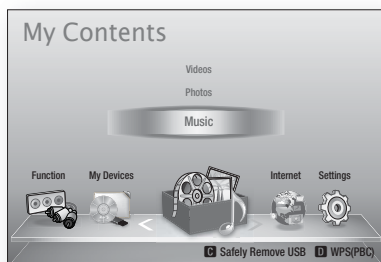 My Contents
Videos
Photos
Music
Function My Devices Internet Settings
C Safely Remove USB D WPS(PBC)